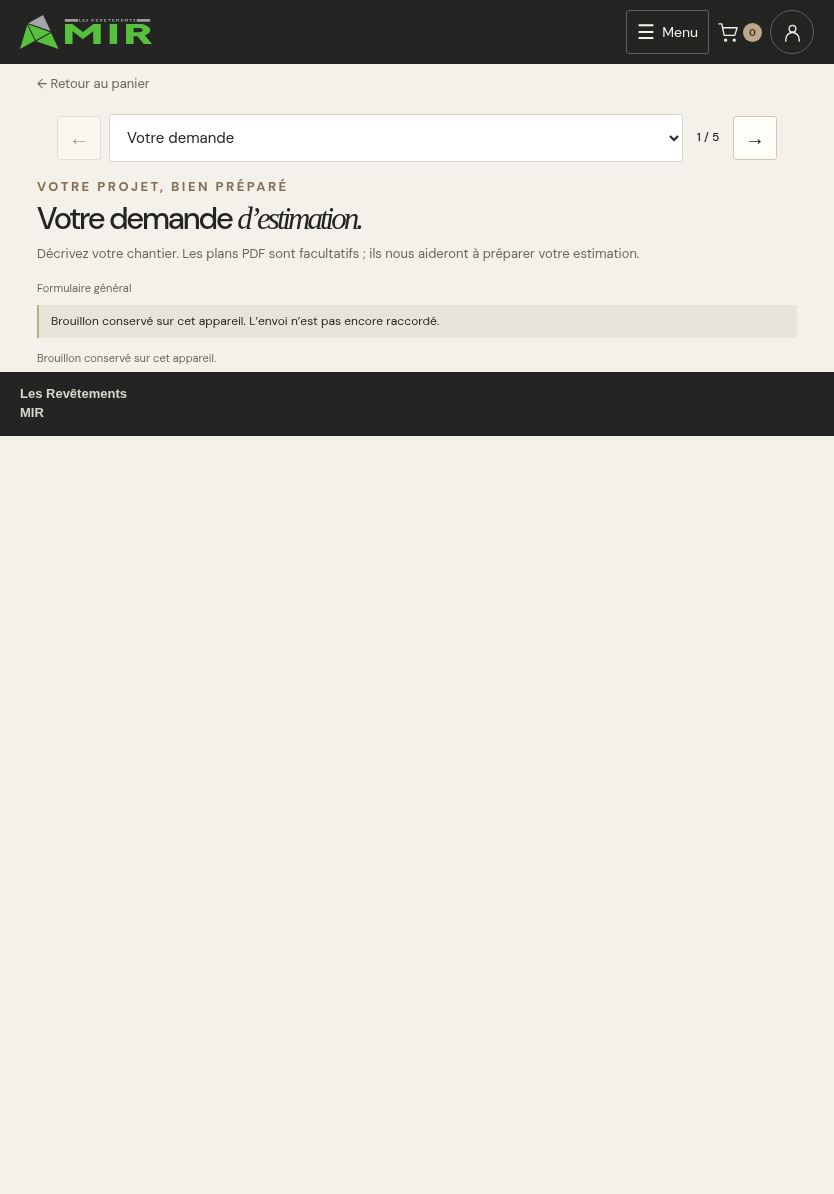 LES REVÊTEMENTS
MIR
☰ Menu
0
← Retour au panier
←
Votre demande
1 / 5
→
VOTRE PROJET, BIEN PRÉPARÉ
Votre demande d’estimation.
Décrivez votre chantier. Les plans PDF sont facultatifs ; ils nous aideront à préparer votre estimation.
Formulaire général
Brouillon conservé sur cet appareil. L’envoi n’est pas encore raccordé.
Brouillon conservé sur cet appareil.
Les Revêtements
MIR